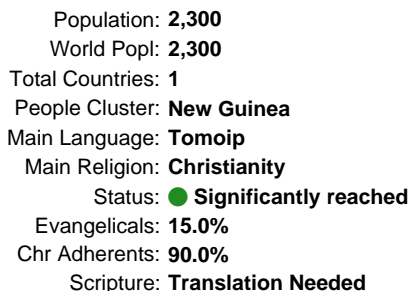 Population: 2,300
World Popl: 2,300
Total Countries: 1
People Cluster: New Guinea
Main Language: Tomoip
Main Religion: Christianity
Status: Significantly reached
Evangelicals: 15.0%
Chr Adherents: 90.0%
Scripture: Translation Needed